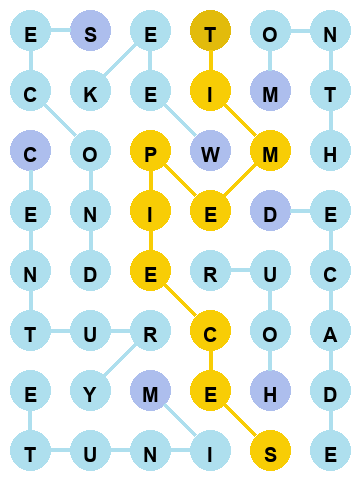 E S E T O N
C K E I M T
C O P W M H
E N I E D E
N D E R U C
T U R C O A
E Y M E H D
T U N I S E